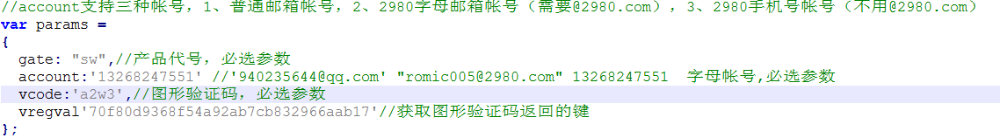 //account支持三种帐号，1、普通邮箱帐号，2、2980字母邮箱帐号（需要@2980.com），3、2980手机号帐号（不用@2980.com）
var params =
{
  gate: "sw",//产品代号，必选参数
  account:'13268247551' //'940235644@qq.com' "romic005@2980.com" 13268247551  字母帐号,必选参数
  vcode:'a2w3',//图形验证码，必选参数
  vregval'70f80d9368f54a92ab7cb832966aab17'//获取图形验证码返回的键
};